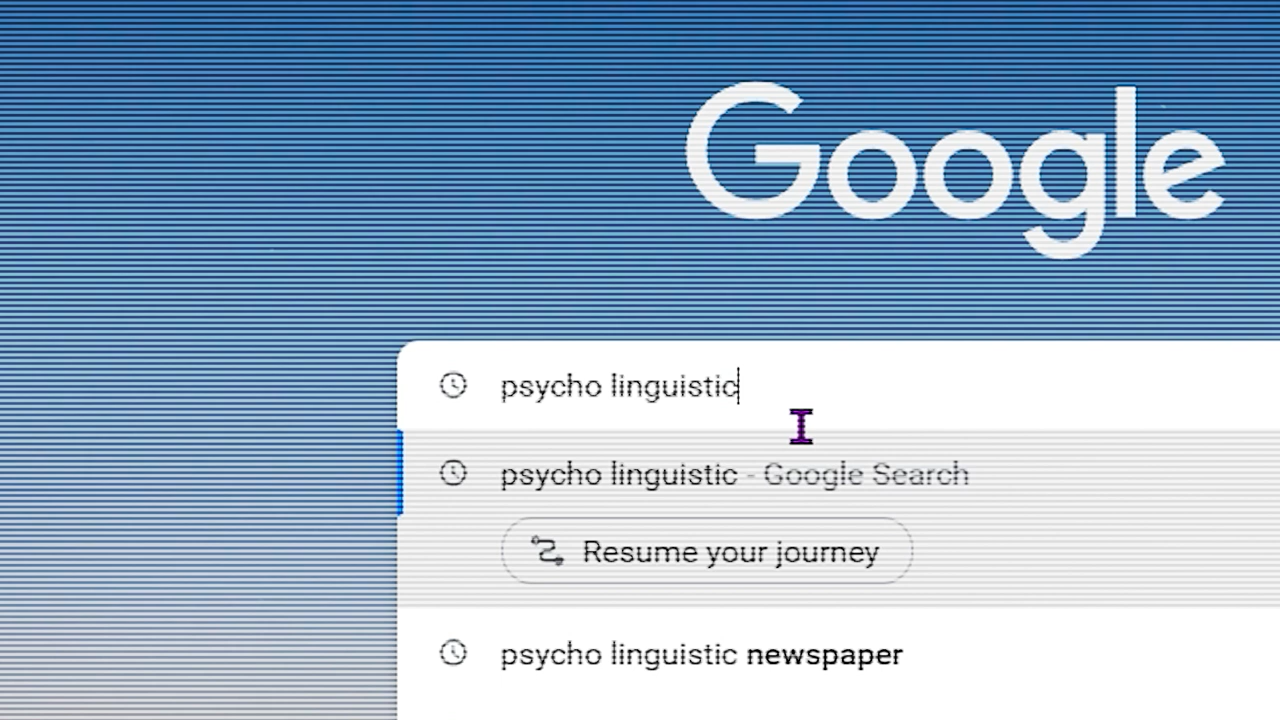 Google
psycho linguistic
psycho linguistic - Google Search
Resume your journey
psycho linguistic newspaper